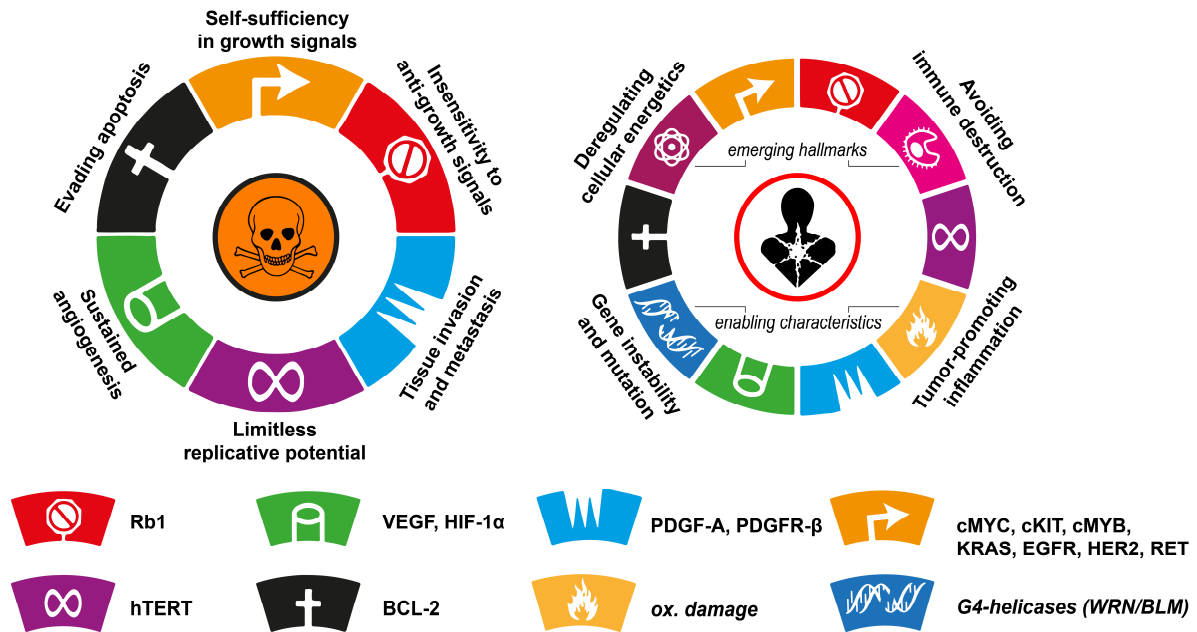 Self-sufficiency
in growth signals
Evading apoptosis
Insensitivity to
anti-growth signals
Sustained
angiogenesis
Tissue invasion
and metastasis
Limitless
replicative potential
Deregulating
cellular energetics
Avoiding
immune destruction
emerging hallmarks
enabling characteristics
Gene instability
and mutation
Tumor-promoting
inflammation
Rb1
VEGF, HIF-1α
PDGF-A, PDGFR-β
cMYC, cKIT, cMYB,
KRAS, EGFR, HER2, RET
hTERT
BCL-2
ox. damage
G4-helicases (WRN/BLM)